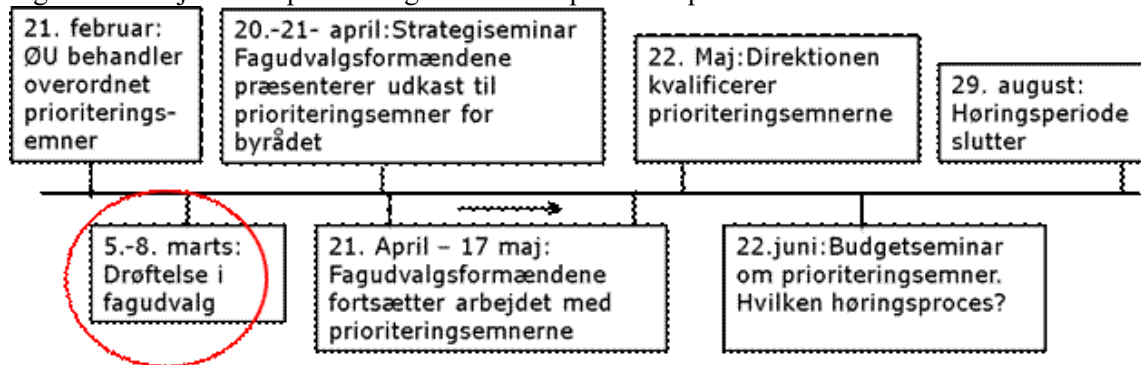 21. februar:
ØU behandler
overordnet
prioriterings-
emner
20.-21- april:Strategiseminar
Fagudvalgsformændene
præsenterer udkast til
prioriteringsemner for
byrådet
22. Maj:Direktionen
kvalificerer
prioriteringsemnerne
29. august:
Høringsperiode
slutter
5.-8. marts:
Drøftelse i
fagudvalg
21. April – 17 maj:
Fagudvalgsformændene
fortsætter arbejdet med
prioriteringsemnerne
22.juni:Budgetseminar
om prioriteringsemner.
Hvilken høringsproces?